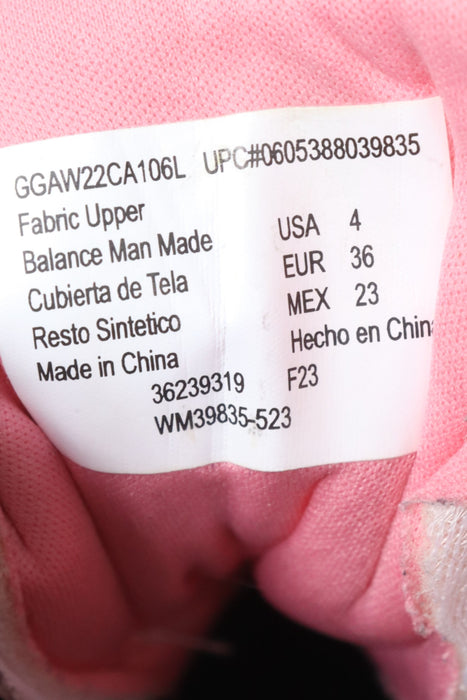 GGAW22CA106L UPC#0605388039835
Fabric Upper
Balance Man Made
Cubierta de Tela
Resto Sintetico
Made in China
USA 4
EUR 36
MEX 23
Hecho en China
36239319 F23
WM39835-523